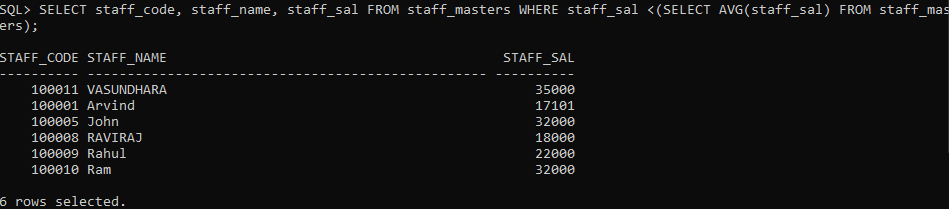 SQL> SELECT staff_code, staff_name, staff_sal FROM staff_masters WHERE staff_sal <(SELECT AVG(staff_sal) FROM staff_mas
ers);
STAFF_CODE STAFF_NAME STAFF_SAL
---------- -------------------------------------------------- ----------
100011 VASUNDHARA 35000
100001 Arvind 17101
100005 John 32000
100008 RAVIRAJ 18000
100009 Rahul 22000
100010 Ram 32000
6 rows selected.